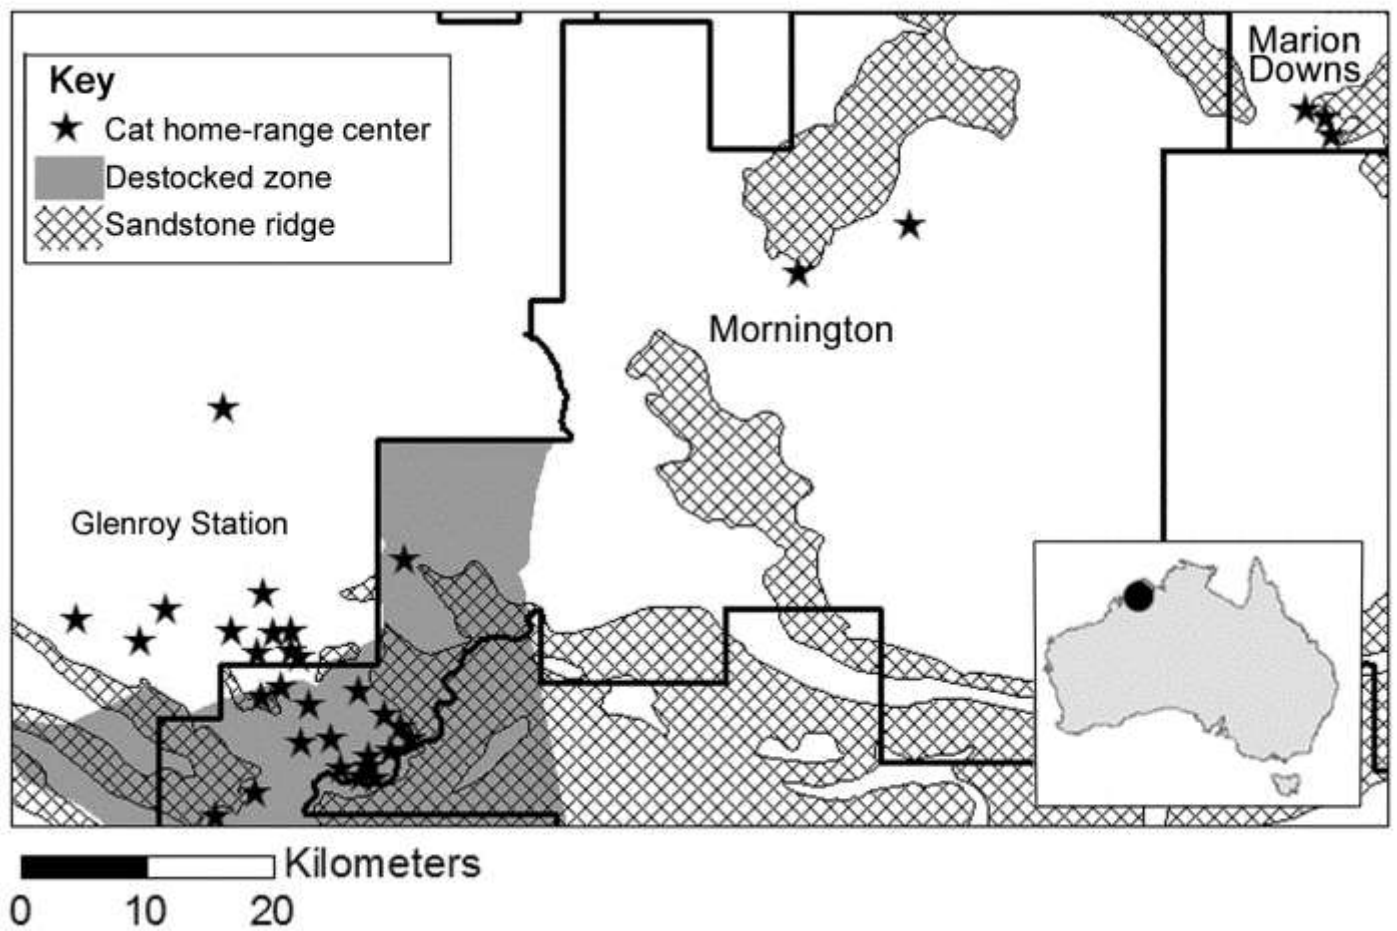 Key
Cat home-range center
Destocked zone
Sandstone ridge
Marion
Downs
Mornington
Glenroy Station
Kilometers
0 10 20